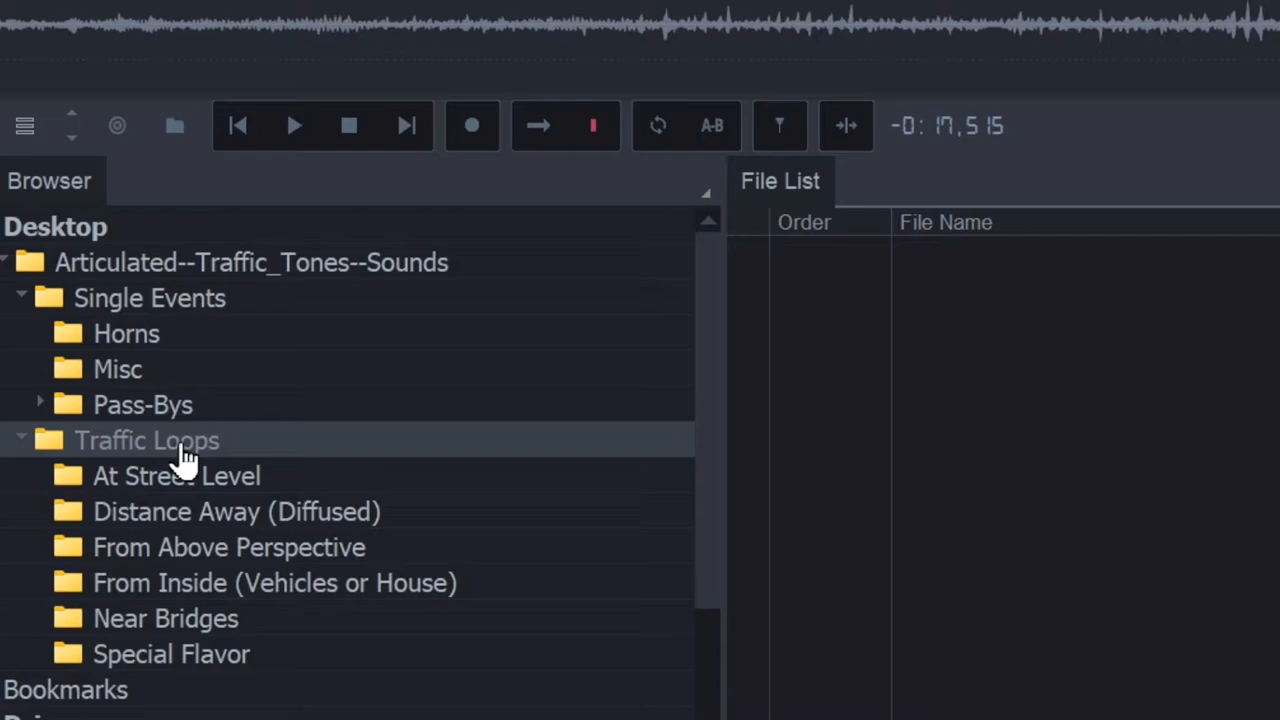 A-B
-0: 17,515
Browser
File List
Desktop
Order
File Name
Articulated--Traffic_Tones--Sounds
Single Events
Horns
Misc
Pass-Bys
Traffic Loops
At Street Level
Distance Away (Diffused)
From Above Perspective
From Inside (Vehicles or House)
Near Bridges
Special Flavor
Bookmarks